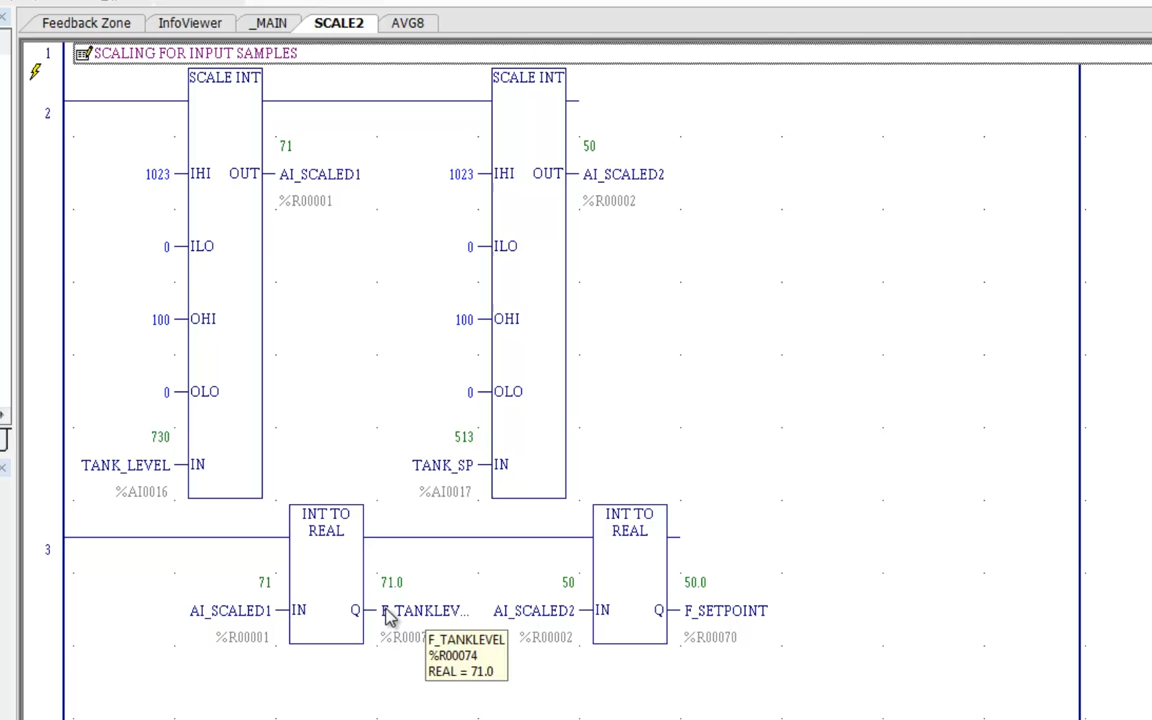 Feedback Zone InfoViewer _MAIN SCALE2 AVG8
1 SCALING FOR INPUT SAMPLES
SCALE INT SCALE INT
2
71 50
1023 IHI OUT AI_SCALED1 1023 IHI OUT AI_SCALED2
%R00001 %R00002
0 ILO 0 ILO
100 OHI 100 OHI
0 OLO 0 OLO
730 513
TANK_LEVEL IN TANK_SP IN
%AI0016 %AI0017
INT TO INT TO
REAL REAL
3
71 71.0 50 50.0
AI_SCALED1 IN Q F_TANKLEV... AI_SCALED2 IN Q F_SETPOINT
%R00001 %R0007 %R00002 %R00070
F_TANKLEVEL
%R00074
REAL = 71.0